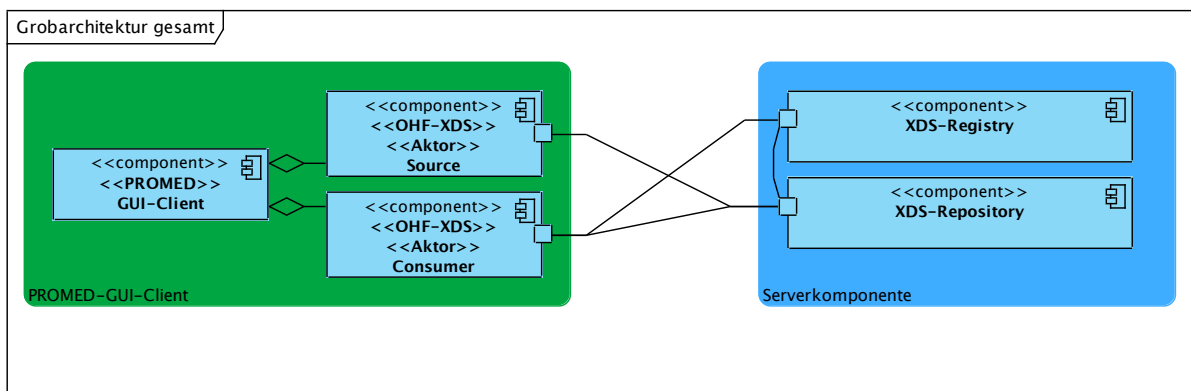 Grobarchitektur gesamt
<<component>>
<<PROMED>>
GUI-Client
<<component>>
<<OHF-XDS>>
<<Aktor>>
Source
<<component>>
<<OHF-XDS>>
<<Aktor>>
Consumer
PROMED-GUI-Client
<<component>>
XDS-Registry
<<component>>
XDS-Repository
Serverkomponente